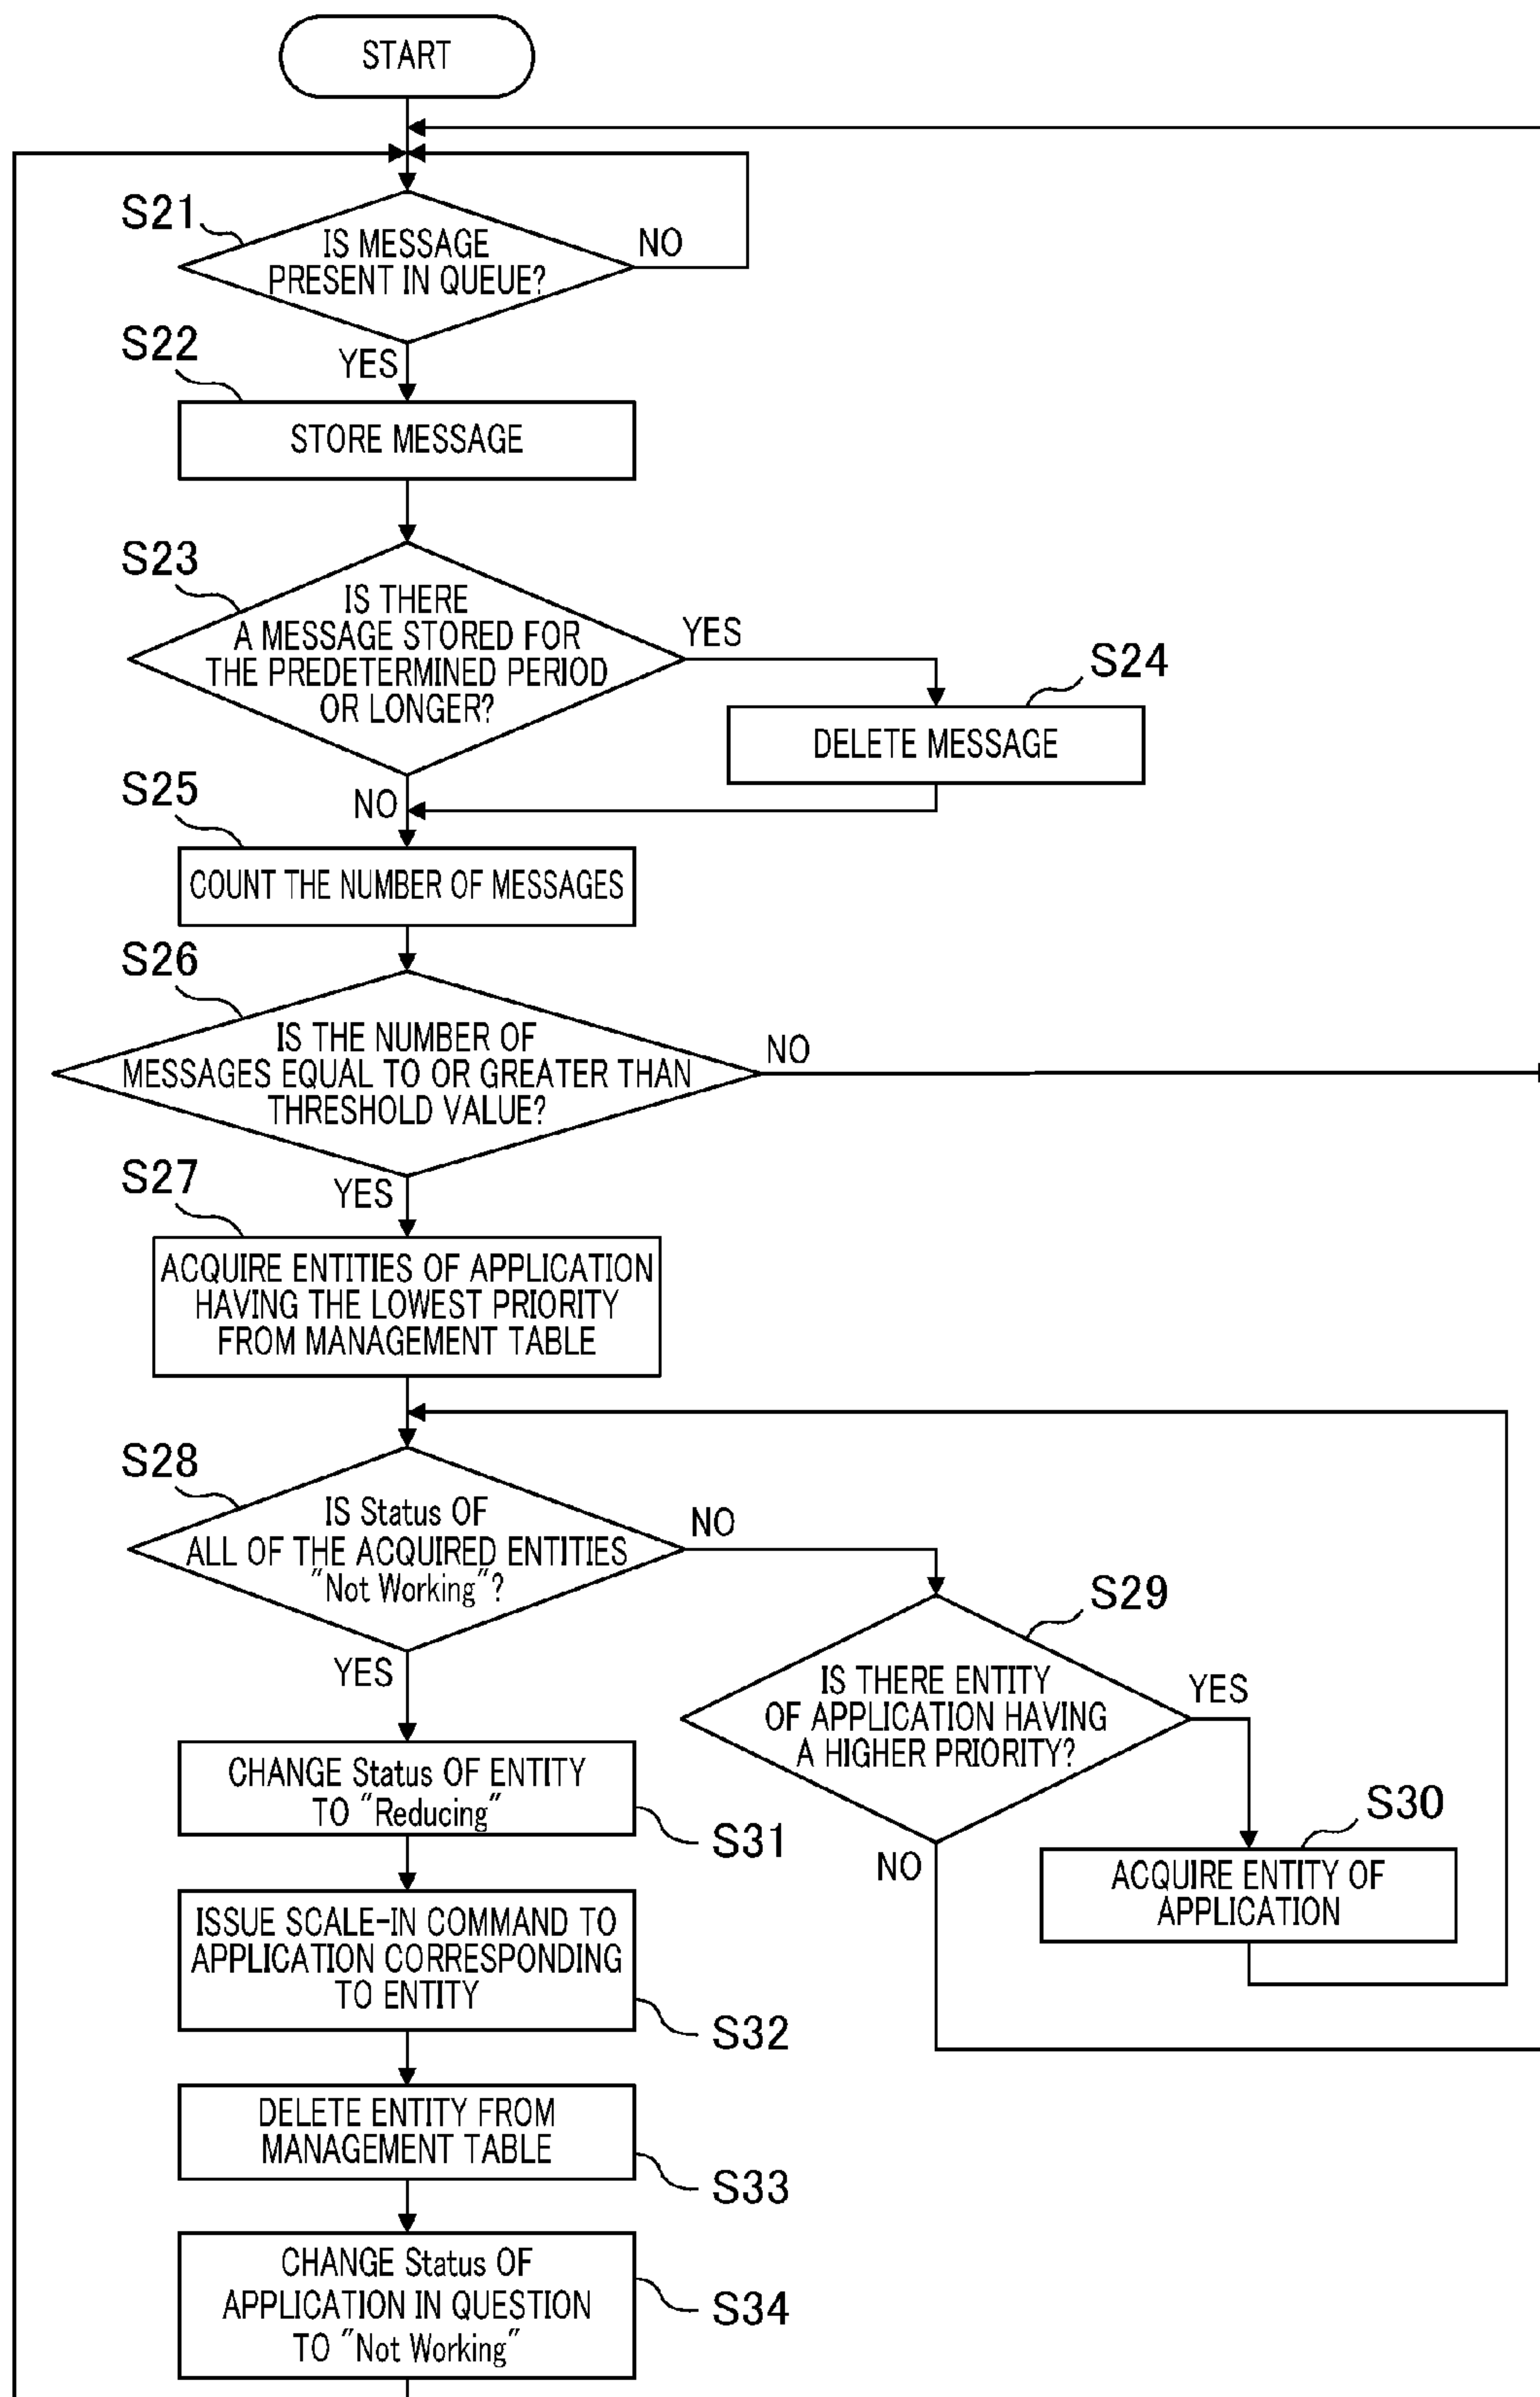 START
S21
IS MESSAGE
PRESENT IN QUEUE?
NO
S22
YES
STORE MESSAGE
S23
IS THERE
A MESSAGE STORED FOR
THE PREDETERMINED PERIOD
OR LONGER?
YES
S24
DELETE MESSAGE
S25
NO
COUNT THE NUMBER OF MESSAGES
S26
IS THE NUMBER OF
MESSAGES EQUAL TO OR GREATER THAN
THRESHOLD VALUE?
NO
S27
YES
ACQUIRE ENTITIES OF APPLICATION
HAVING THE LOWEST PRIORITY
FROM MANAGEMENT TABLE
S28
IS Status OF
ALL OF THE ACQUIRED ENTITIES
"Not Working"?
NO
S29
YES
IS THERE ENTITY
OF APPLICATION HAVING
A HIGHER PRIORITY?
YES
NO
S30
ACQUIRE ENTITY OF
APPLICATION
CHANGE Status OF ENTITY
TO "Reducing"
S31
ISSUE SCALE-IN COMMAND TO
APPLICATION CORRESPONDING
TO ENTITY
S32
DELETE ENTITY FROM
MANAGEMENT TABLE
S33
CHANGE Status OF
APPLICATION IN QUESTION
TO "Not Working"
S34